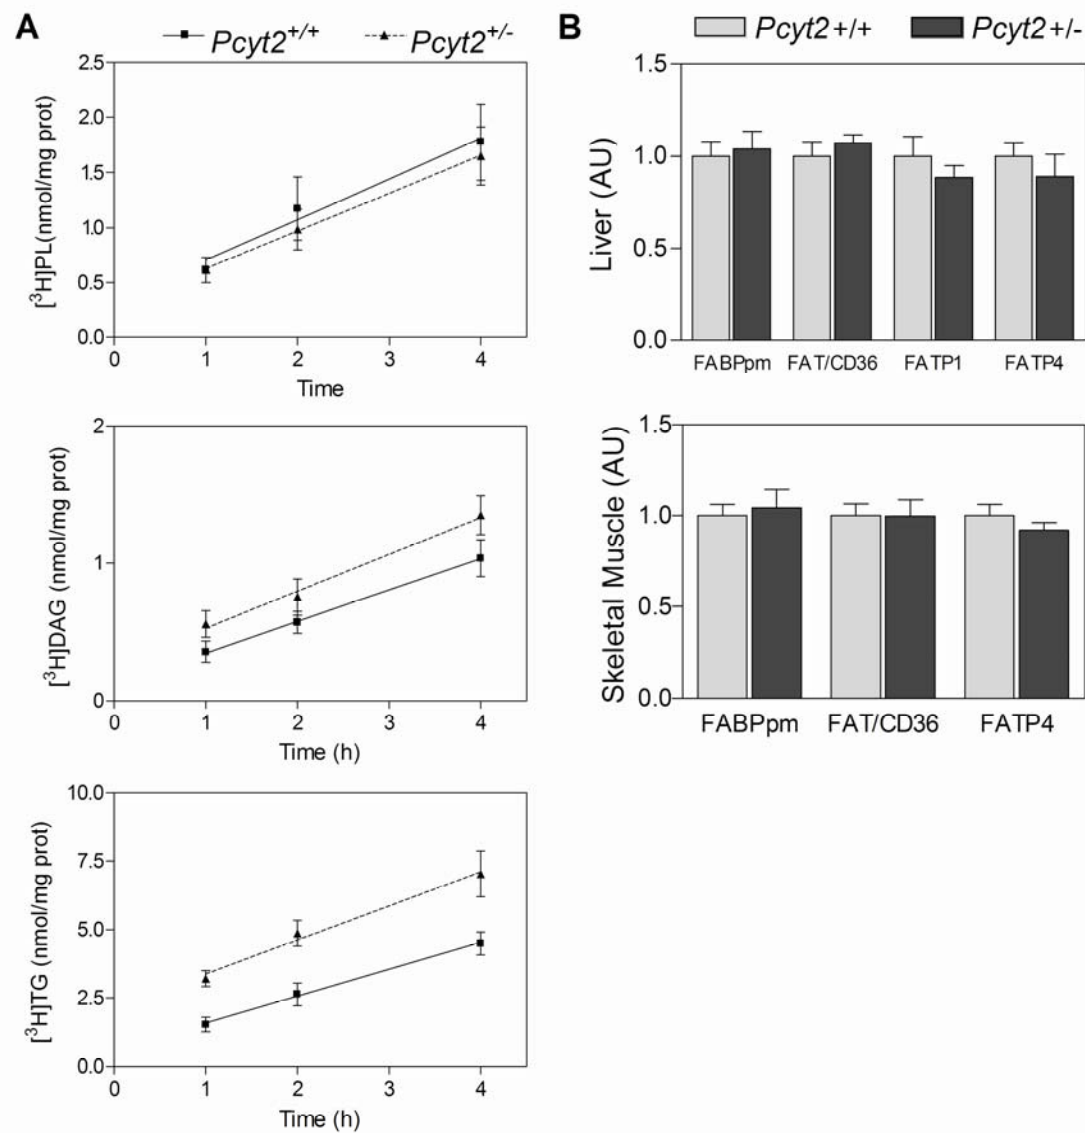 A
Pcyt2+/+ Pcyt2+/-
[3H]PL(nmol/mg prot)
2.5
2.0
1.5
1.0
0.5
0.0
0 1 2 3 4
Time
[3H]DAG (nmol/mg prot)
2
1
0
0 1 2 3 4
Time (h)
[3H]TG (nmol/mg prot)
10.0
7.5
5.0
2.5
0.0
0 1 2 3 4
Time (h)
B
Pcyt2+/+ Pcyt2+/-
Liver (AU)
1.5
1.0
0.5
0.0
FABPpm FAT/CD36 FATP1 FATP4
Skeletal Muscle (AU)
1.5
1.0
0.5
0.0
FABPpm FAT/CD36 FATP4